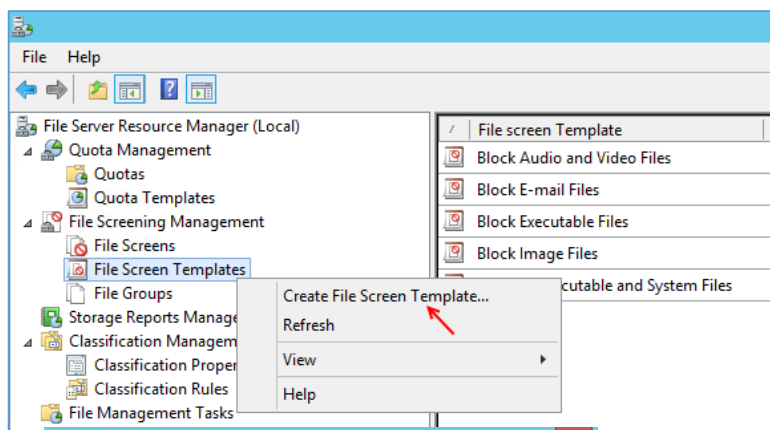 File Help
File Server Resource Manager (Local)
Quota Management
Quotas
Quota Templates
File Screening Management
File Screens
File Screen Templates
File Groups
Storage Reports Manage
Classification Managem
Classification Proper
Classification Rules
File Management Tasks
File screen Template
Block Audio and Video Files
Block E-mail Files
Block Executable Files
Block Image Files
cutable and System Files
Create File Screen Template...
Refresh
View
Help